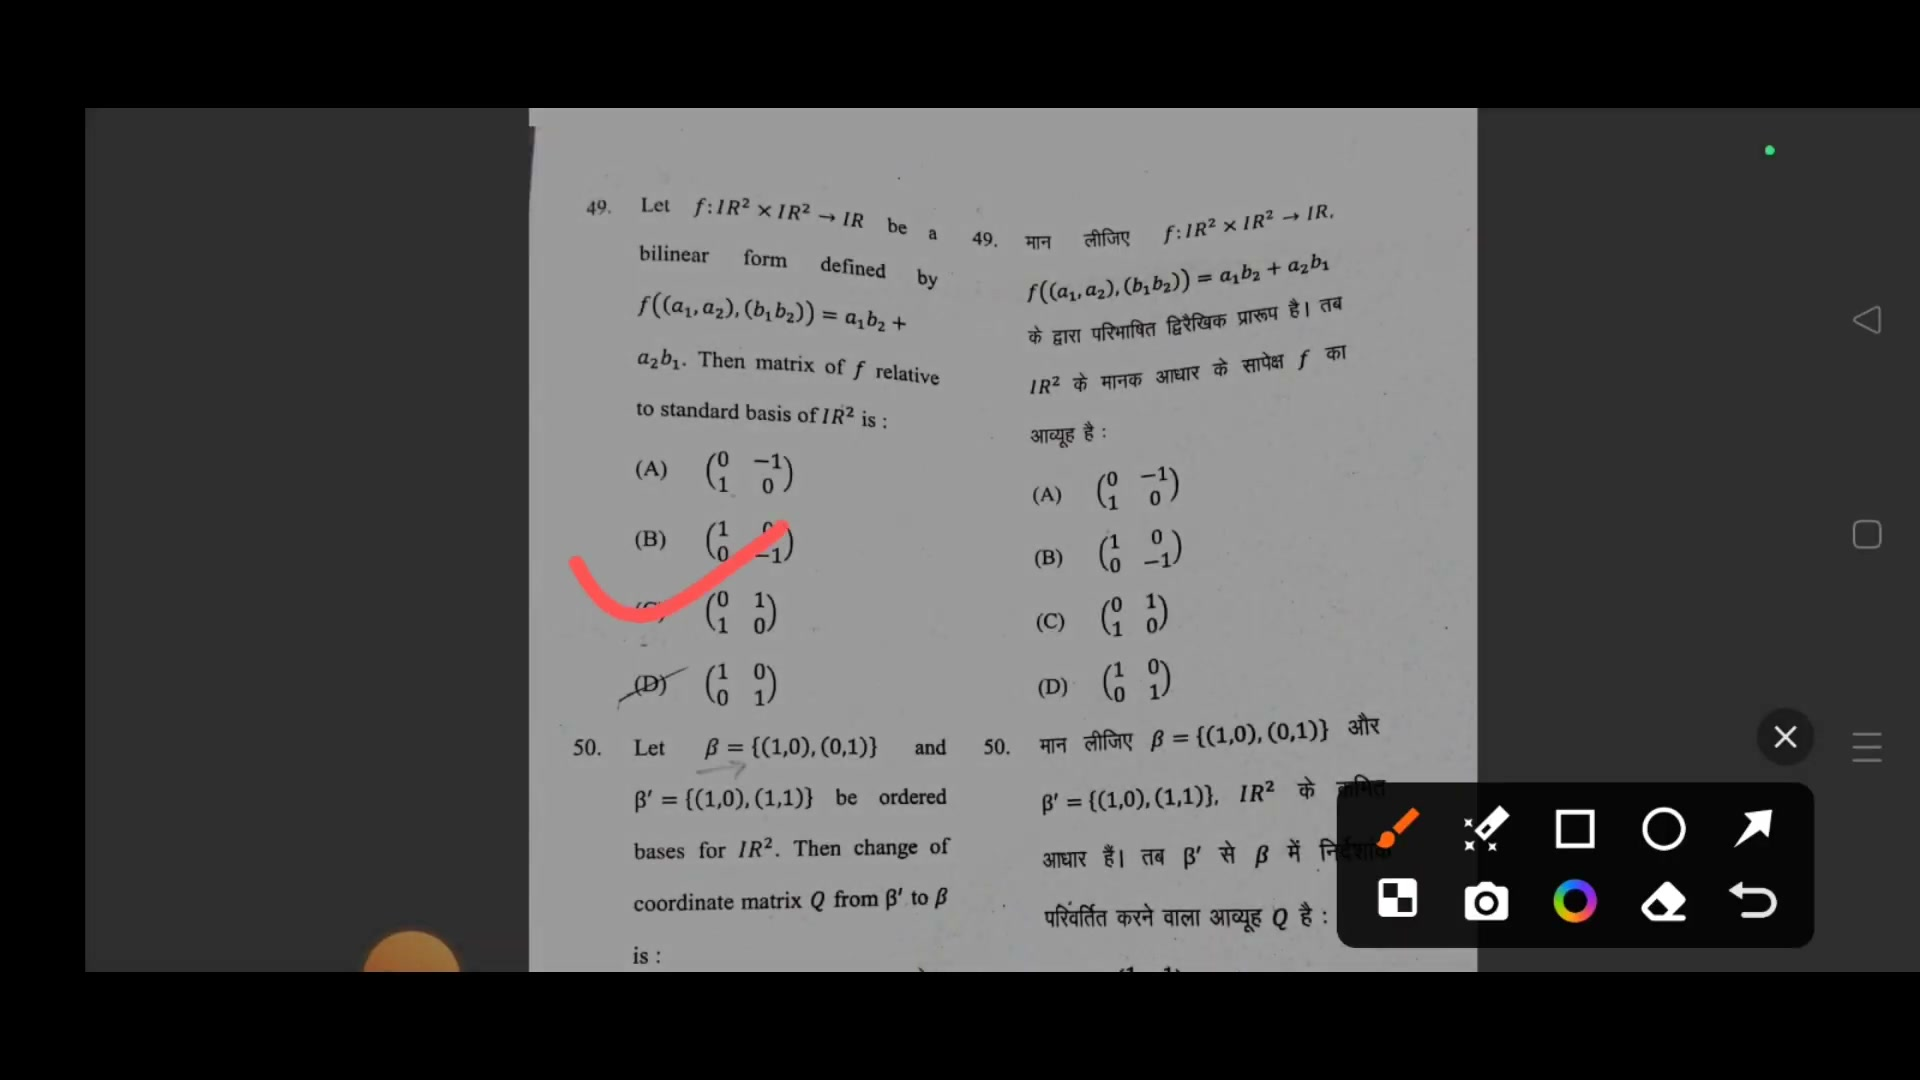 49. Let f:IR² × IR² → IR be a
bilinear form defined by
f((a₁,a₂),(b₁b₂)) = a₁b₂ +
a₂b₁. Then matrix of f relative
to standard basis of IR² is :
(A) (0 −1
1 0)
(B) (1 0
0 −1)
(C) (0 1
1 0)
(D) (1 0
0 1)
50. Let β = {(1,0),(0,1)} and
β′ = {(1,0),(1,1)} be ordered
bases for IR². Then change of
coordinate matrix Q from β′ to β
is :
49. मान लीजिए f:IR² × IR² → IR,
f((a₁,a₂),(b₁b₂)) = a₁b₂ + a₂b₁
के द्वारा परिभाषित द्विरैखिक प्रारूप है। तब
IR² के मानक आधार के सापेक्ष f का
आव्यूह है :
(A) (0 −1
1 0)
(B) (1 0
0 −1)
(C) (0 1
1 0)
(D) (1 0
0 1)
50. मान लीजिए β = {(1,0),(0,1)} और
β′ = {(1,0),(1,1)}, IR² के क्रमित
आधार हैं। तब β′ से β में निर्देशांक
परिवर्तित करने वाला आव्यूह Q है :